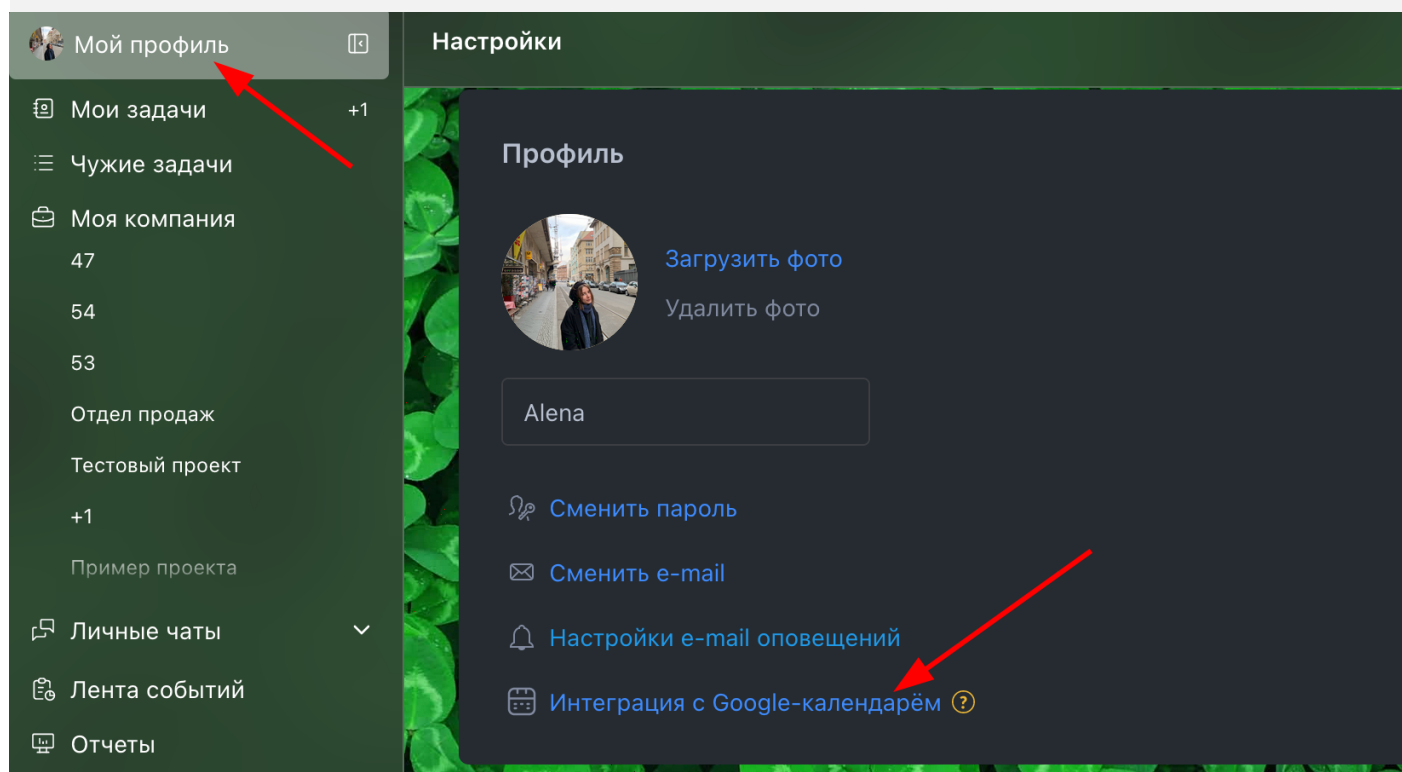 Мой профиль
Мои задачи +1
Чужие задачи
Моя компания
47
54
53
Отдел продаж
Тестовый проект
+1
Пример проекта
Личные чаты
Лента событий
Отчеты
Настройки
Профиль
Загрузить фото
Удалить фото
Alena
Сменить пароль
Сменить e-mail
Настройки e-mail оповещений
Интеграция с Google-календарём ?